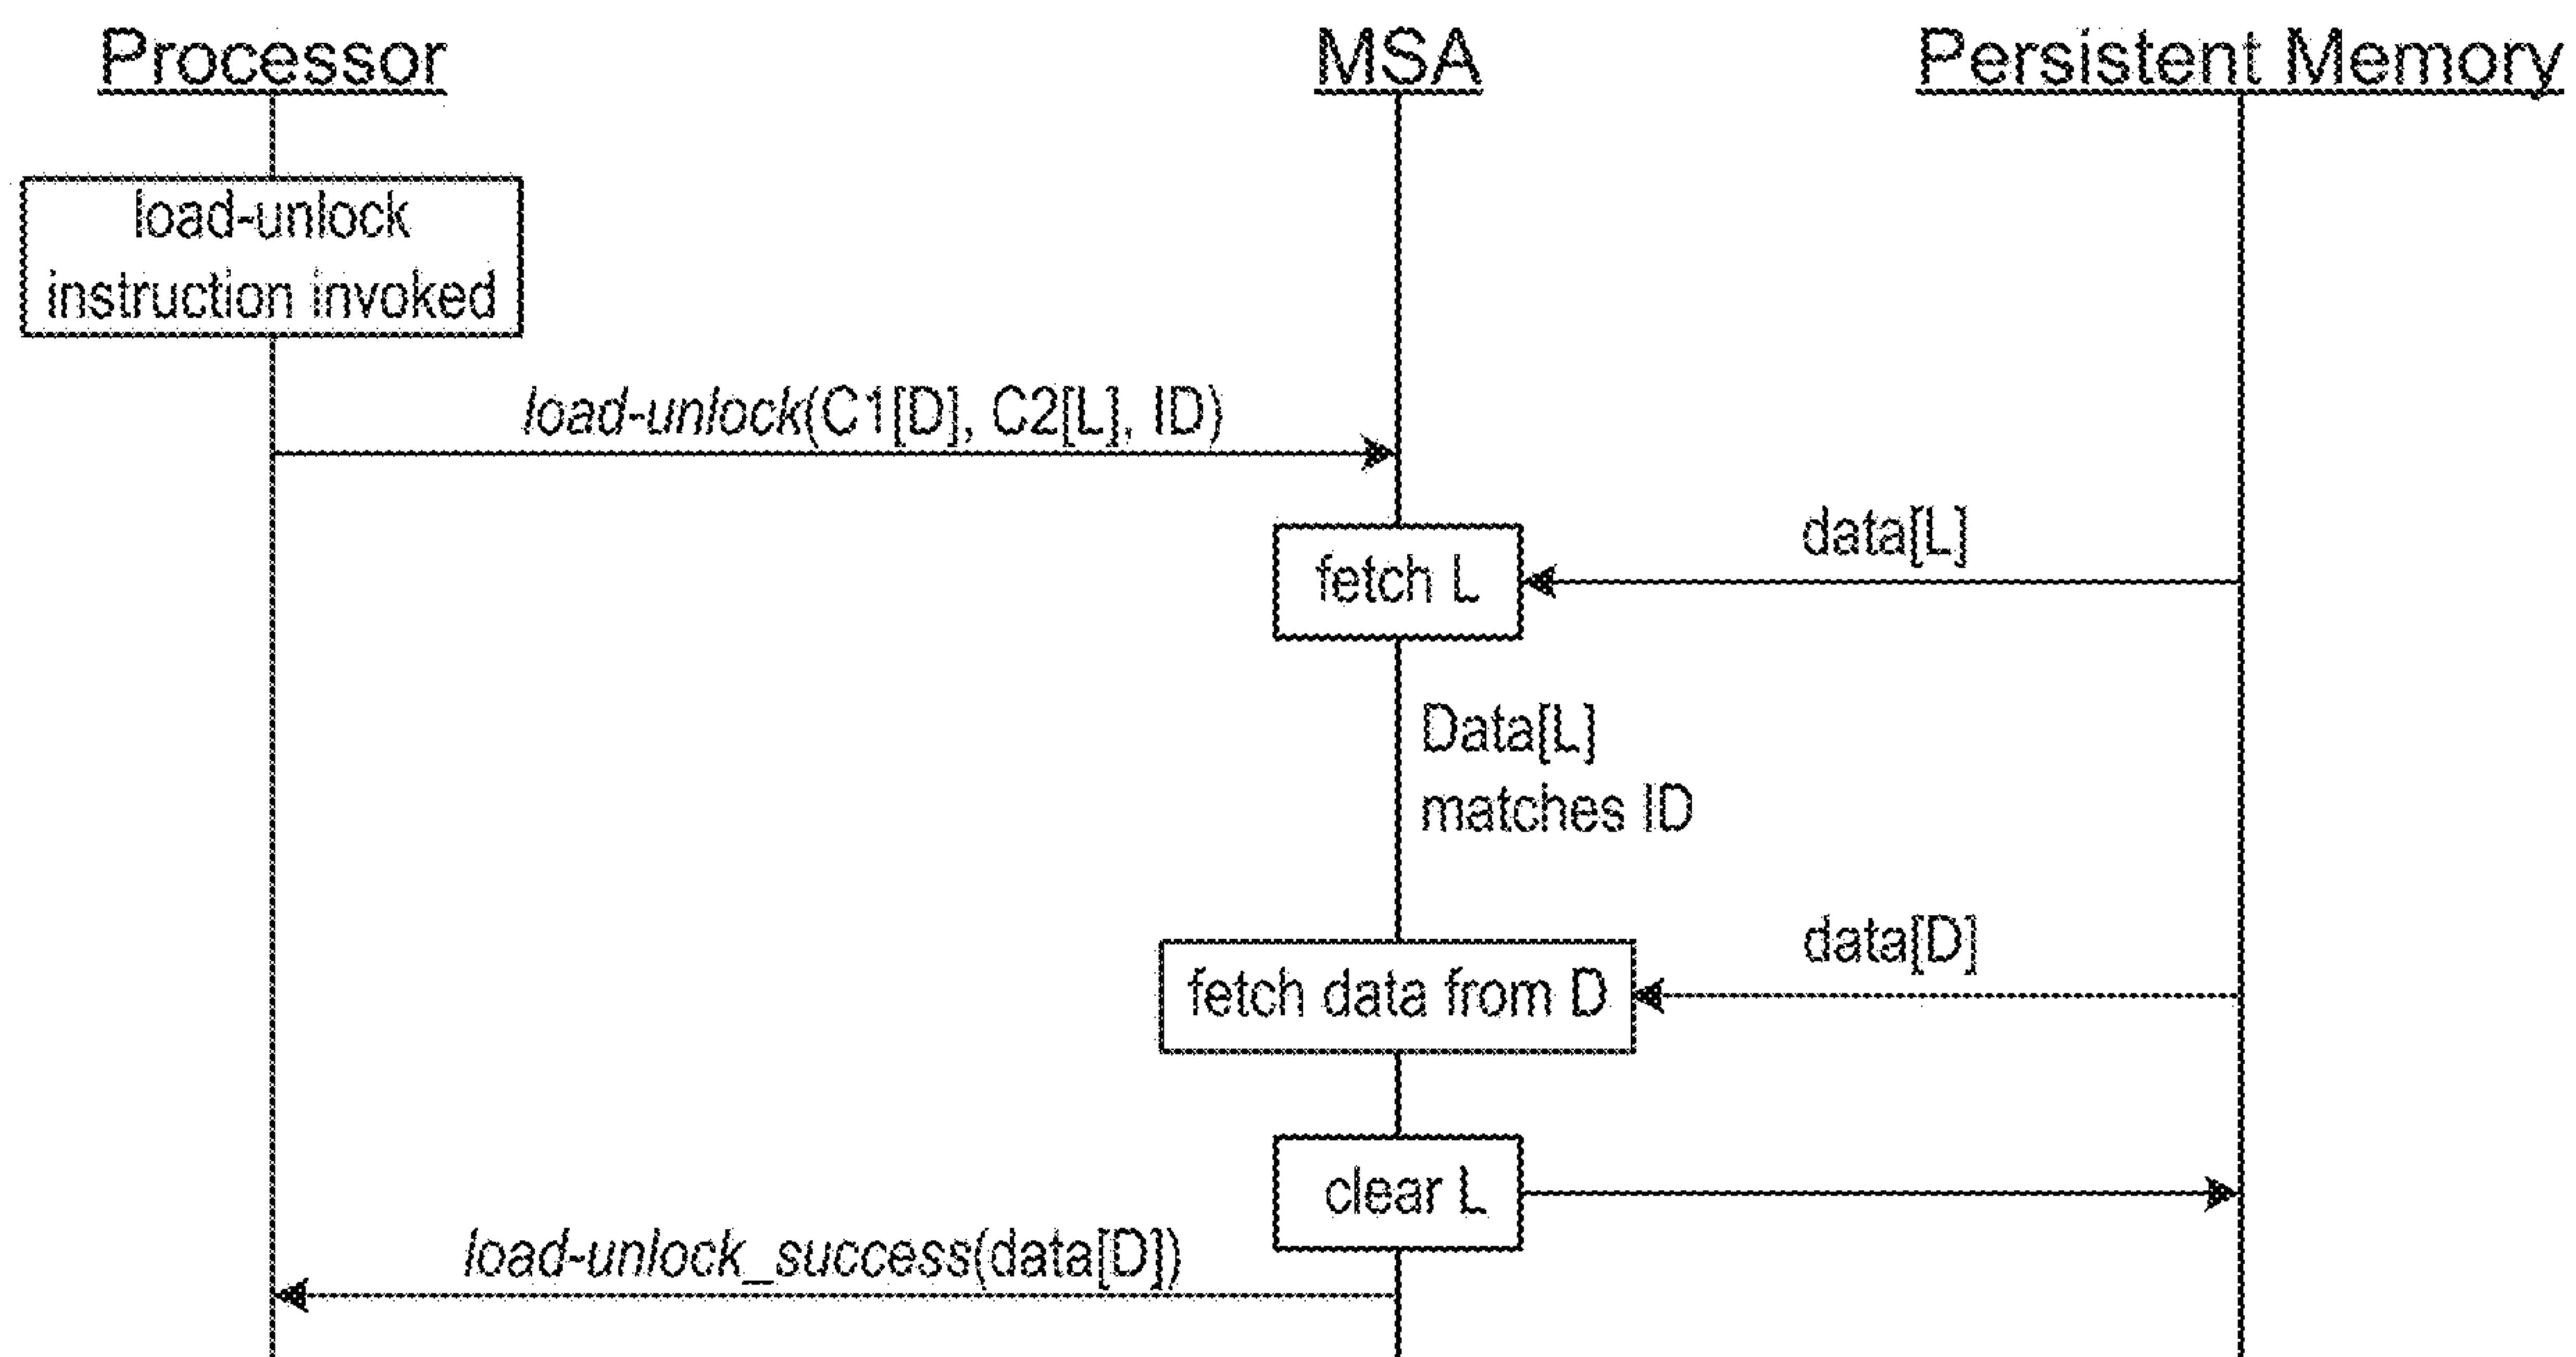 Processor
MSA
Persistent Memory
load-unlock
instruction invoked
load-unlock(C1[D], C2[L], ID)
data[L]
fetch L
Data[L]
matches ID
data[D]
fetch data from D
clear L
load-unlock_success(data[D])